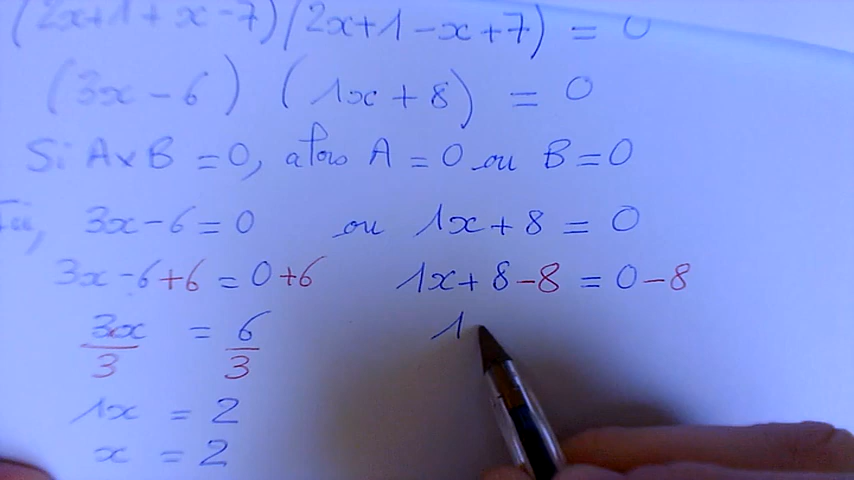 (2x+1+x-7)(2x+1-x+7) = 0
(3x-6) (1x+8) = 0
Si A×B = 0, alors A = 0 ou B = 0
Ici, 3x-6 = 0 ou 1x+8 = 0
3x-6+6 = 0+6 1x+8-8 = 0-8
3x/3 = 6/3 1
1x = 2
x = 2